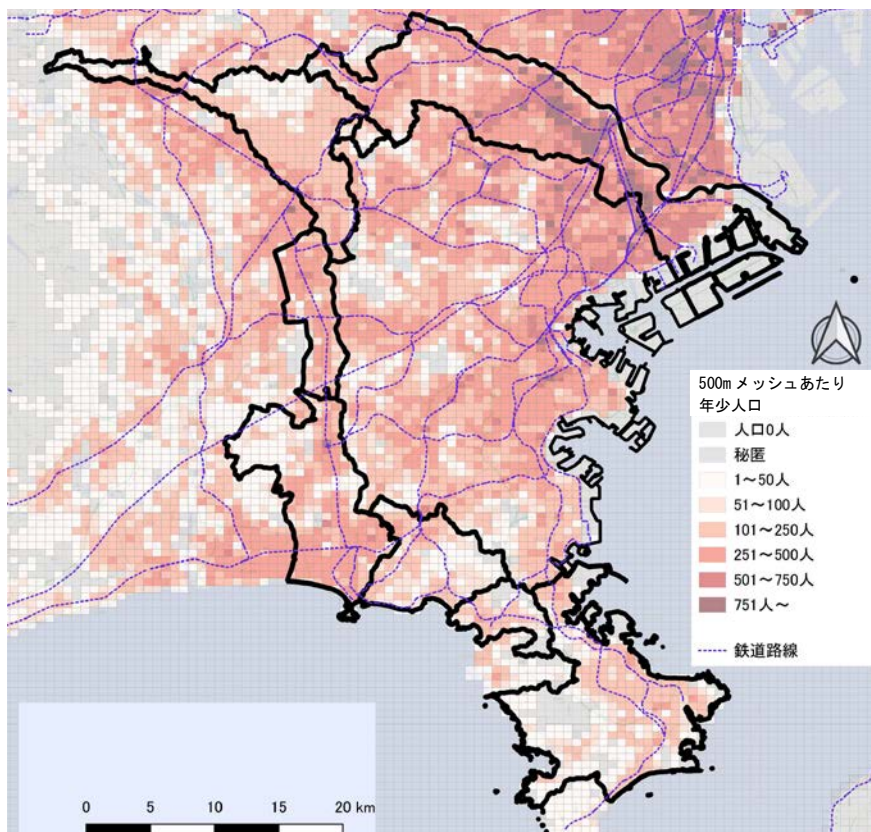 500m メッシュあたり
年少人口
人口0人
秘匿
1～50人
51～100人
101～250人
251～500人
501～750人
751人～
鉄道路線
0 5 10 15 20 km